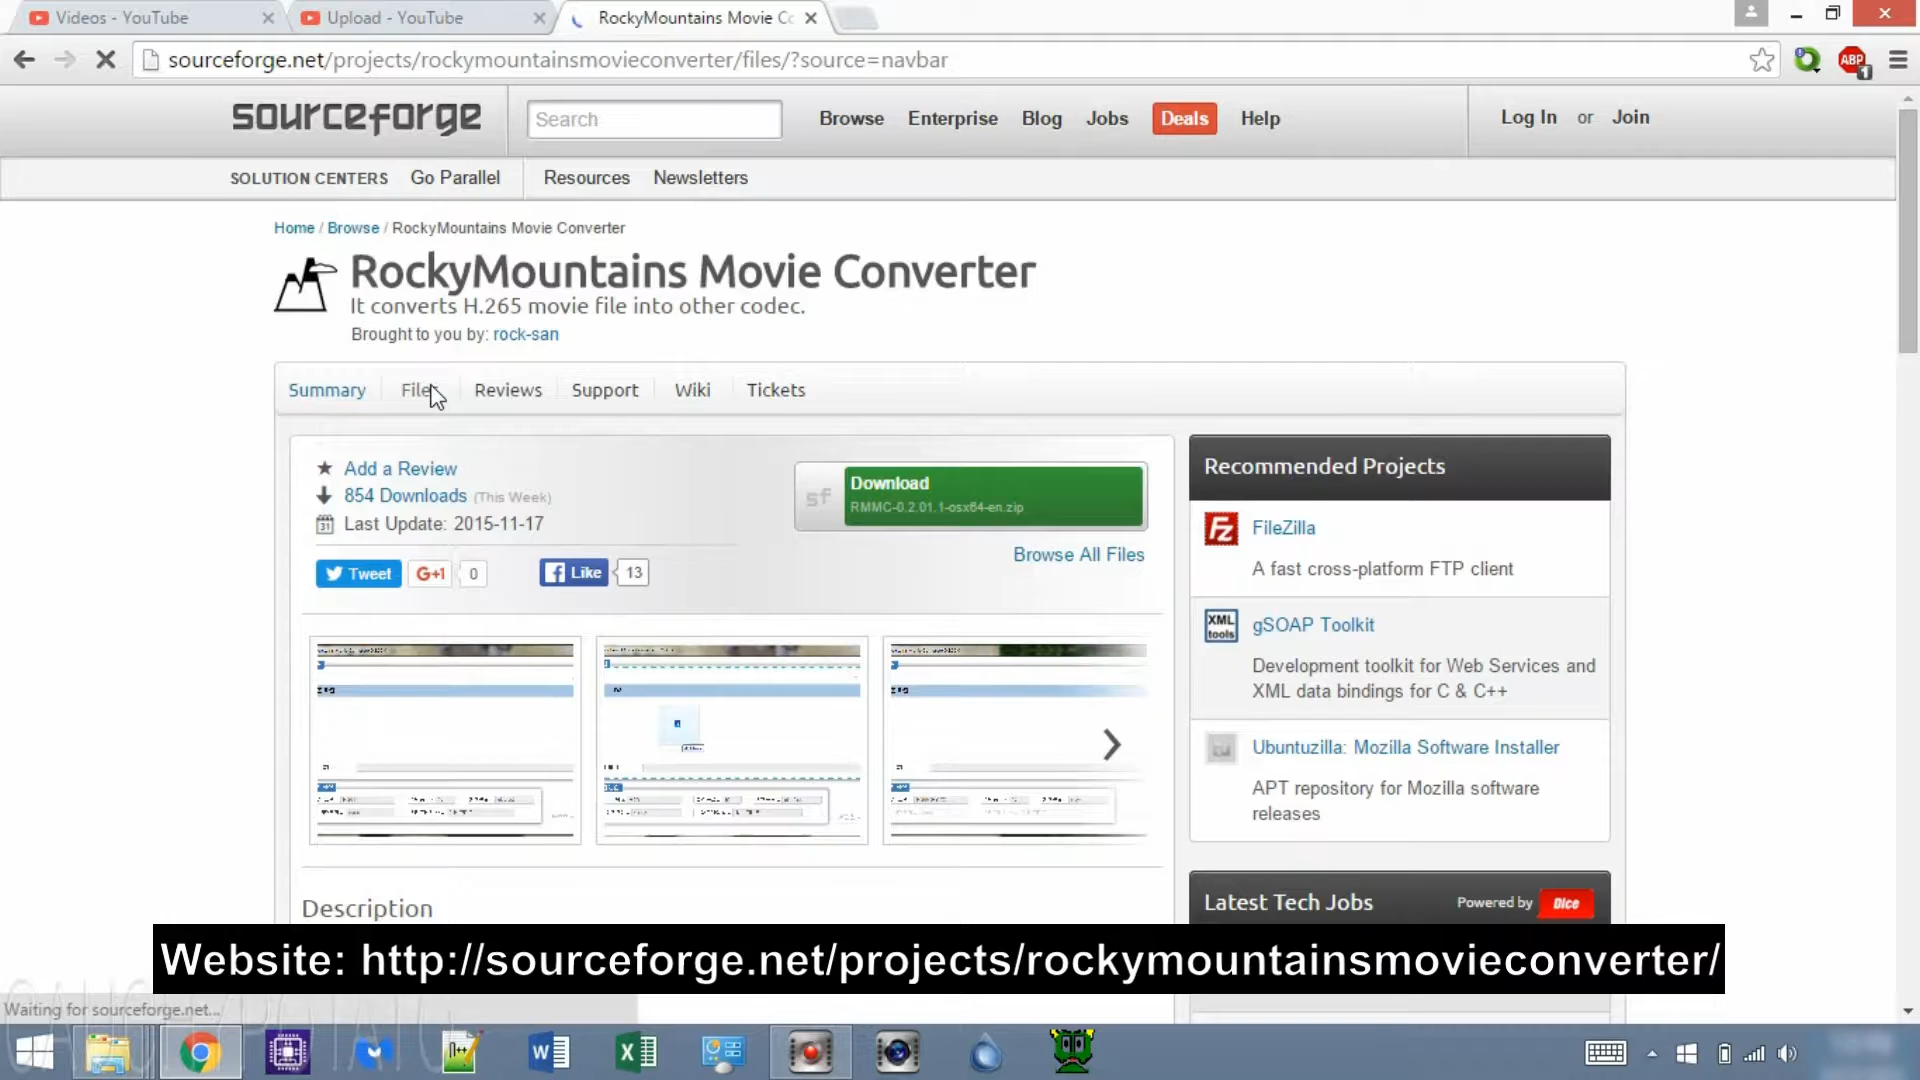 Videos - YouTube
Upload - YouTube
RockyMountains Movie Co
sourceforge.net/projects/rockymountainsmovieconverter/files/?source=navbar
ABP
1
sourceforge
Search
Browse
Enterprise
Blog
Jobs
Deals
Help
Log In or Join
SOLUTION CENTERS
Go Parallel
Resources
Newsletters
Home / Browse / RockyMountains Movie Converter
RockyMountains Movie Converter
It converts H.265 movie file into other codec.
Brought to you by: rock-san
Summary
Files
Reviews
Support
Wiki
Tickets
Add a Review
854 Downloads (This Week)
31
Last Update: 2015-11-17
sf
Download
RMMC-0.2.01.1-osx64-en.zip
Browse All Files
Tweet
G+1
0
Like
13
Recommended Projects
Fz
FileZilla
A fast cross-platform FTP client
XML
tools
gSOAP Toolkit
Development toolkit for Web Services and
XML data bindings for C & C++
Ubuntuzilla: Mozilla Software Installer
APT repository for Mozilla software
releases
Description
Latest Tech Jobs
Powered by
Dice
Website: http://sourceforge.net/projects/rockymountainsmovieconverter/
Waiting for sourceforge.net...